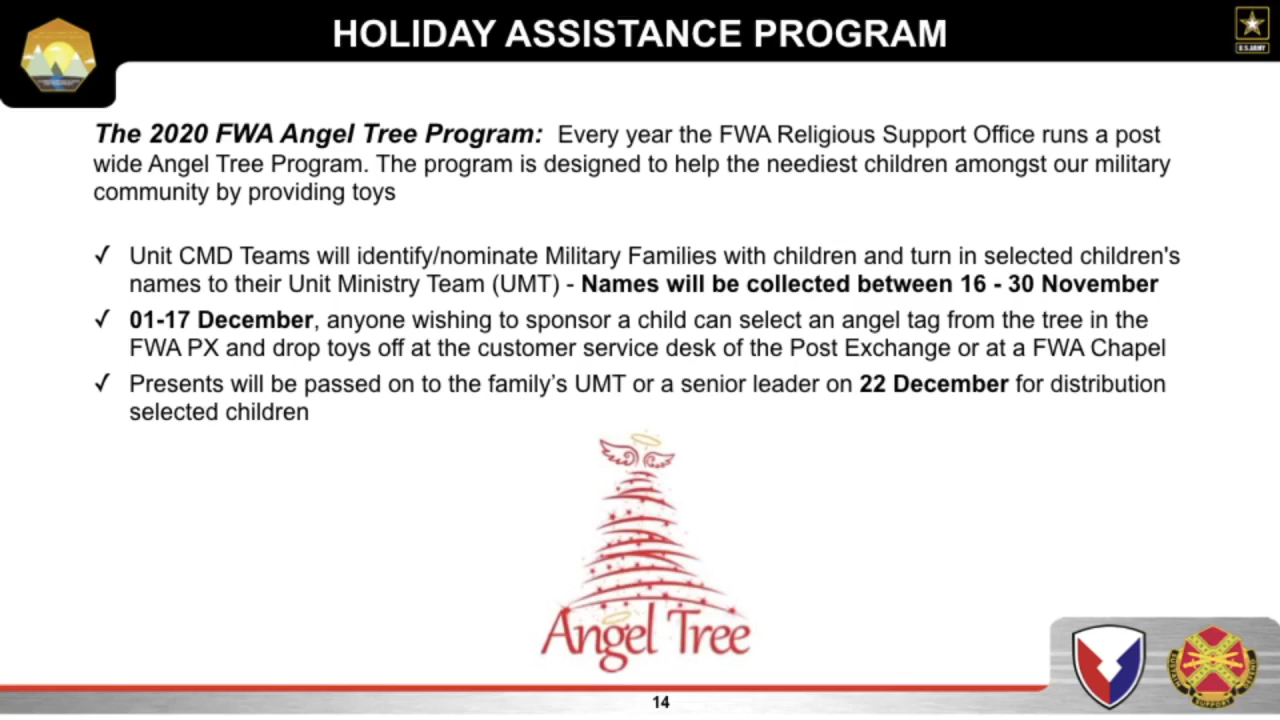 HOLIDAY ASSISTANCE PROGRAM
U.S.ARMY
The 2020 FWA Angel Tree Program: Every year the FWA Religious Support Office runs a post
wide Angel Tree Program. The program is designed to help the neediest children amongst our military
community by providing toys
✓ Unit CMD Teams will identify/nominate Military Families with children and turn in selected children's
names to their Unit Ministry Team (UMT) - Names will be collected between 16 - 30 November
✓ 01-17 December, anyone wishing to sponsor a child can select an angel tag from the tree in the
FWA PX and drop toys off at the customer service desk of the Post Exchange or at a FWA Chapel
✓ Presents will be passed on to the family’s UMT or a senior leader on 22 December for distribution
selected children
Angel Tree
SUPPORT
14